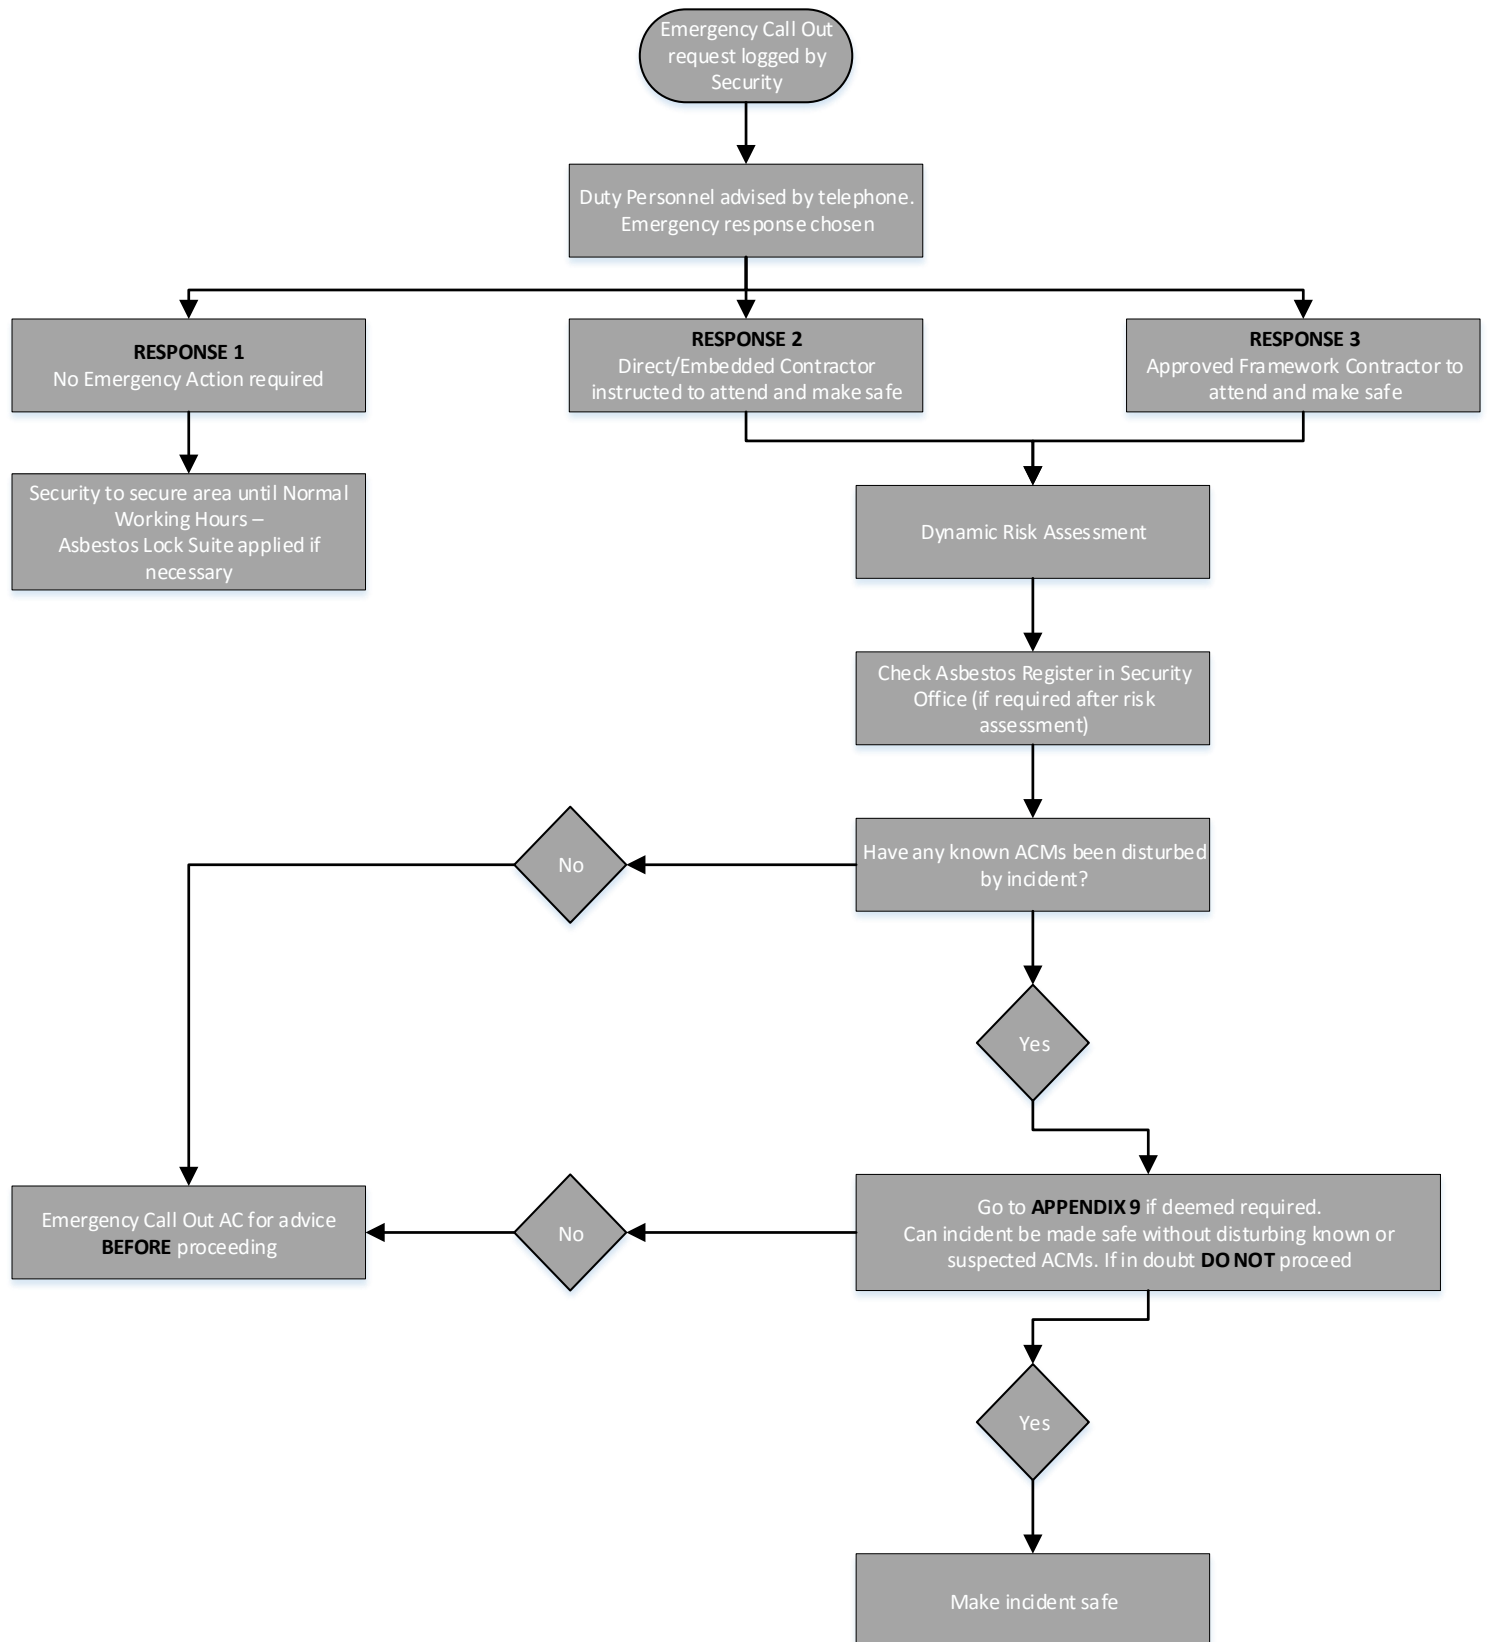 Emergency Call Out
request logged by
Security
Duty Personnel advised by telephone.
Emergency response chosen
RESPONSE 1
No Emergency Action required
RESPONSE 2
Direct/Embedded Contractor
instructed to attend and make safe
RESPONSE 3
Approved Framework Contractor to
attend and make safe
Security to secure area until Normal
Working Hours –
Asbestos Lock Suite applied if
necessary
Dynamic Risk Assessment
Check Asbestos Register in Security
Office (if required after risk
assessment)
Have any known ACMs been disturbed
by incident?
No
Yes
Go to APPENDIX 9 if deemed required.
Can incident be made safe without disturbing known or
suspected ACMs. If in doubt DO NOT proceed
No
Emergency Call Out AC for advice
BEFORE proceeding
Yes
Make incident safe